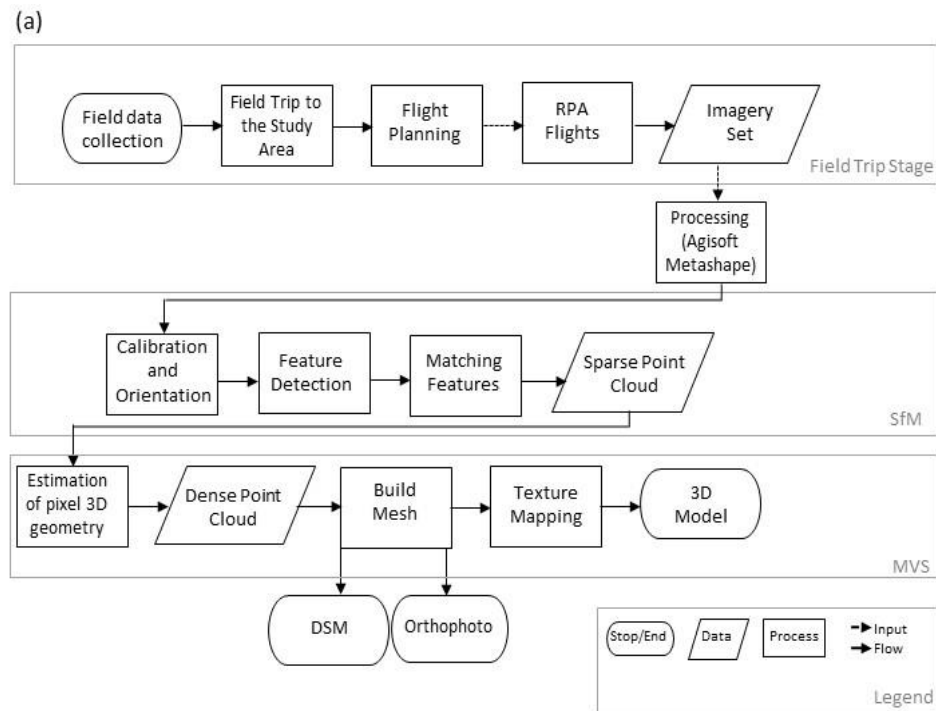 (a)
Field data
collection
Field Trip to
the Study
Area
Flight
Planning
RPA
Flights
Imagery
Set
Field Trip Stage
Processing
(Agisoft
Metashape)
Calibration
and
Orientation
Feature
Detection
Matching
Features
Sparse Point
Cloud
SfM
Estimation
of pixel 3D
geometry
Dense Point
Cloud
Build
Mesh
Texture
Mapping
3D
Model
MVS
DSM
Orthophoto
Stop/End
Data
Process
Input
Flow
Legend